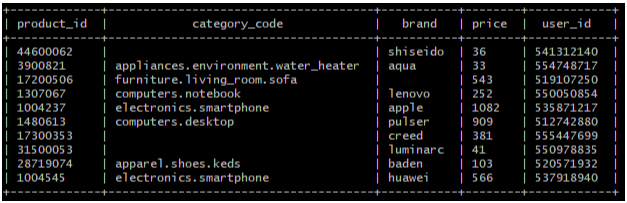 product_id | category_code | brand | price | user_id
44600062 | | shiseido | 36 | 541312140
3900821 | appliances.environment.water_heater | aqua | 33 | 554748717
17200506 | furniture.living_room.sofa | | 543 | 519107250
1307067 | computers.notebook | lenovo | 252 | 550050854
1004237 | electronics.smartphone | apple | 1082 | 535871217
1480613 | computers.desktop | pulser | 909 | 512742880
17300353 | | creed | 381 | 555447699
31500053 | | luminarc | 41 | 550978835
28719074 | apparel.shoes.keds | baden | 103 | 520571932
1004545 | electronics.smartphone | huawei | 566 | 537918940